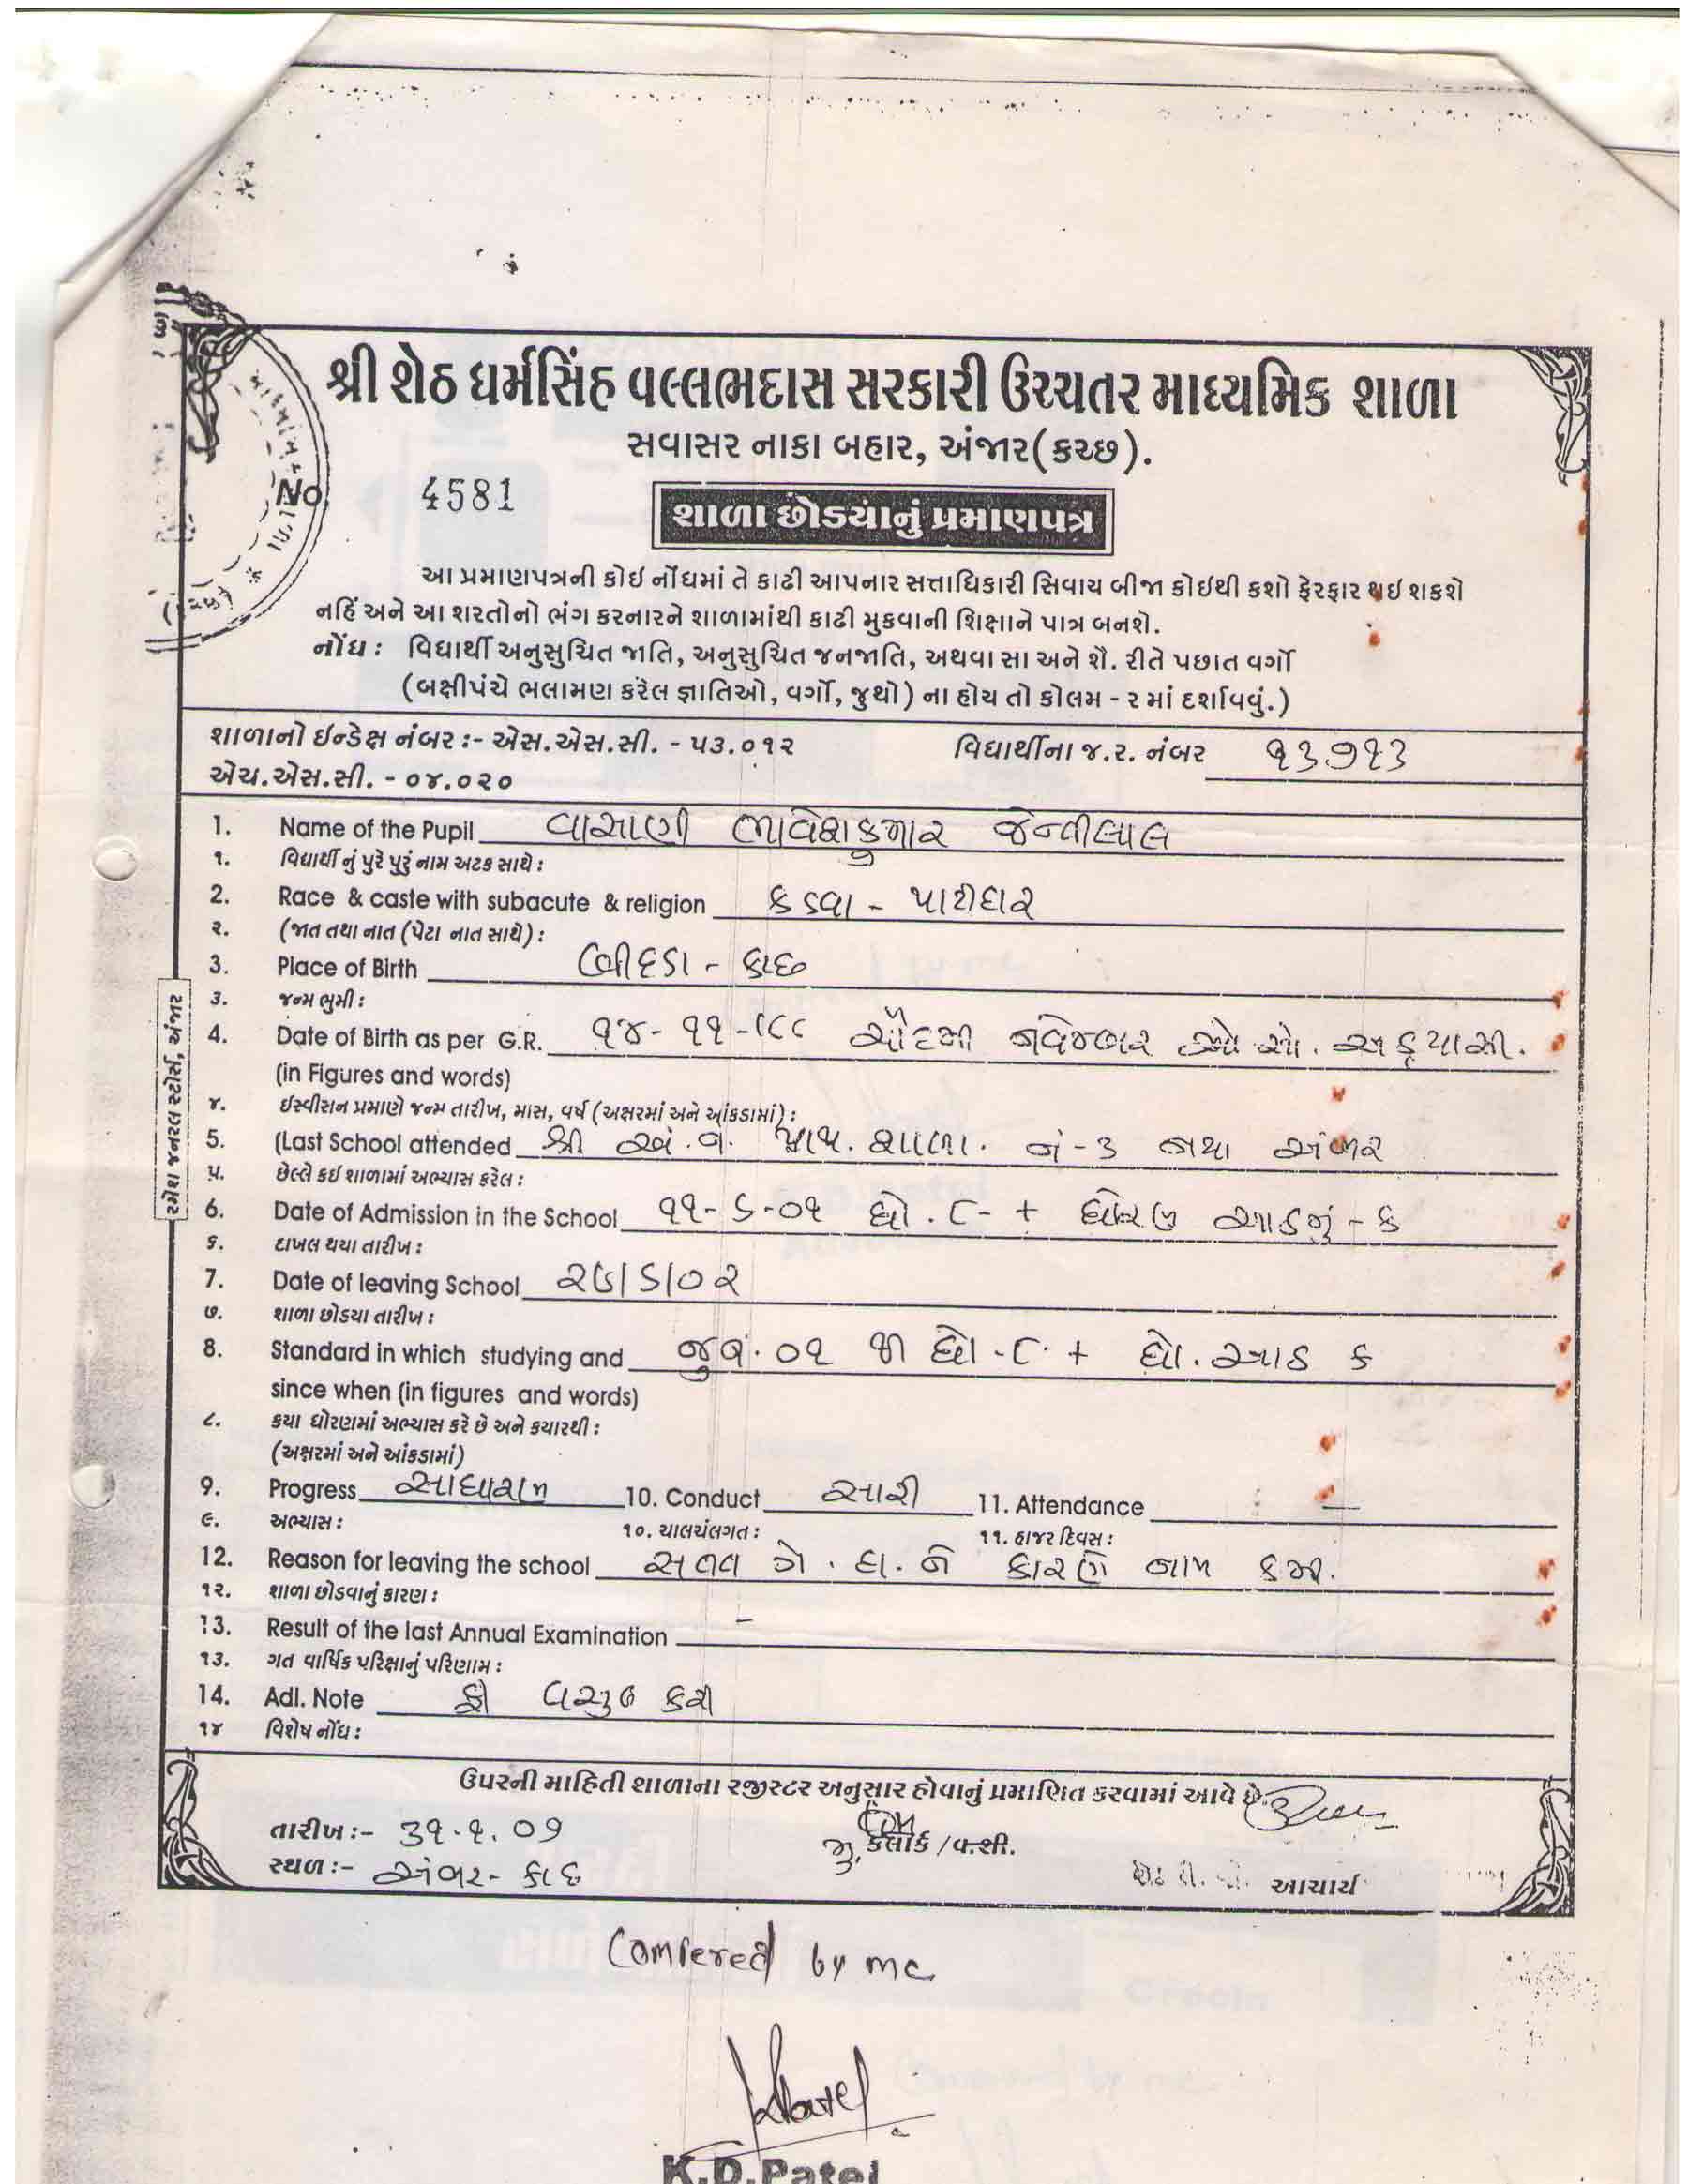 શ્રી શેઠ ધર્મસિંહ વલ્લભદાસ સરકારી ઉચ્ચતર માધ્યમિક શાળા
સવાસર નાકા બહાર, અંજાર(કચ્છ).
No. 4581
શાળા છોડયાનું પ્રમાણપત્ર
આ પ્રમાણપત્રની કોઇ નોંધમાં તે કાઢી આપનાર સત્તાધિકારી સિવાય બીજા કોઇથી કશો ફેરફાર થઇ શકશે
નહિં અને આ શરતોનો ભંગ કરનારને શાળામાંથી કાઢી મુકવાની શિક્ષાને પાત્ર બનશે.
નોંધ : વિદ્યાર્થી અનુસુચિત જાતિ, અનુસુચિત જનજાતિ, અથવા સા અને શૈ. રીતે પછાત વર્ગો
(બક્ષીપંચે ભલામણ કરેલ જ્ઞાતિઓ, વર્ગો, જુથો) ના હોય તો કોલમ - ૨ માં દર્શાવવું.)
શાળાનો ઈન્ડેક્ષ નંબર :- એસ.એસ.સી. - ૫૩.૦૧૨ વિદ્યાર્થીના જ.ર. નંબર ૧૩૭૧૩
એચ.એસ.સી. - ૦૪.૦૨૦
1. Name of the Pupil વાસાણી ભાવેશકુમાર જેન્તીલાલ
૧. વિદ્યાર્થી નું પુરે પુરું નામ અટક સાથે :
2. Race & caste with subacute & religion કડવા - પાટીદાર
૨. (જાત તથા નાત (પેટા નાત સાથે) :
3. Place of Birth બીદડા - કચ્છ
૩. જન્મ ભુમી :
4. Date of Birth as per G.R. ૧૪-૧૧-૮૮ ચૌદમી નવેમ્બર ઓ.સો. અઠ્યાસી.
(in Figures and words)
૪. ઈસ્વીસન પ્રમાણે જન્મ તારીખ, માસ, વર્ષ (અક્ષરમાં અને આંકડામાં) :
5. (Last School attended શ્રી શાળા. નં - ૩
૫. છેલ્લે કઇ શાળામાં અભ્યાસ કરેલ :
6. Date of Admission in the School ૧૧-૬-૦૧ ધો. ૮ - ક ધોરણ આઠમું - ક
૬. દાખલ થયા તારીખ :
7. Date of leaving School ૨૬/૬/૦૨
૭. શાળા છોડયા તારીખ :
8. Standard in which studying and જુન. ૦૧ થી ધો - ૮ ક ધો. આઠ ક
since when (in figures and words)
૮. કયા ધોરણમાં અભ્યાસ કરે છે અને કયારથી :
(અક્ષરમાં અને આંકડામાં)
9. Progress સાધારણ 10. Conduct સારી 11. Attendance —
૯. અભ્યાસ : ૧૦. ચાલચંલગત : ૧૧. હાજર દિવસ :
12. Reason for leaving the school સતત ગે. હા. ને કારણે નામ કમી.
૧૨. શાળા છોડવાનું કારણ :
13. Result of the last Annual Examination -
૧૩. ગત વાર્ષિક પરિક્ષાનું પરિણામ :
14. Adl. Note ફી વસુલ કરી
૧૪ વિશેષ નોંધ :
રમેશ જનરલ સ્ટોર્સ, અંજાર
ઉપરની માહિતી શાળાના રજીસ્ટર અનુસાર હોવાનું પ્રમાણિત કરવામાં આવે છે.
તારીખ :- ૩૧.૧.૦૭
મુ. કલાર્ક / વ.શી.
સ્થળ :- અંજાર - કચ્છ
આચાર્ય
Compered by me
K.D.Patel